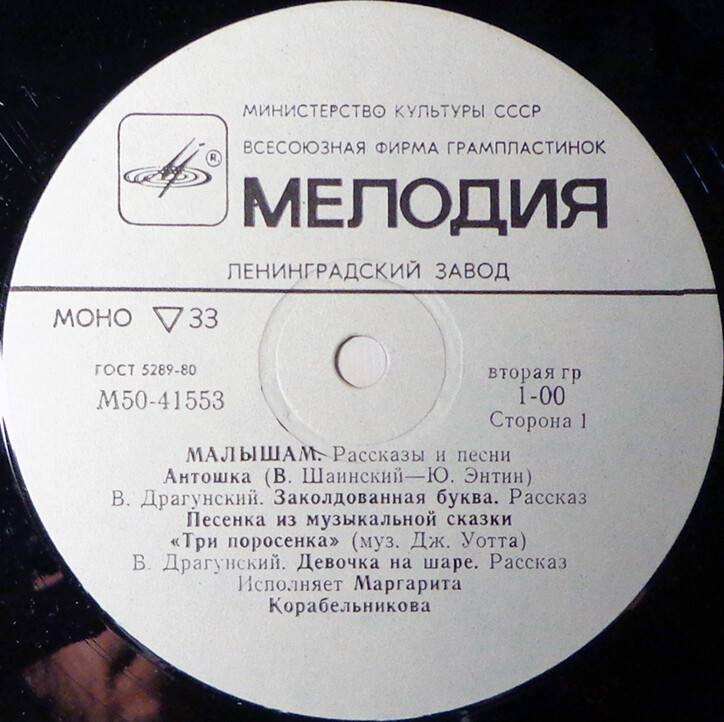 МИНИСТЕРСТВО КУЛЬТУРЫ СССР
ВСЕСОЮЗНАЯ ФИРМА ГРАМПЛАСТИНОК
®
МЕЛОДИЯ
ЛЕНИНГРАДСКИЙ ЗАВОД
МОНО ▽ 33
ГОСТ 5289-80
М50-41553
вторая гр
1-00
Сторона 1
МАЛЫШАМ. Рассказы и песни
Антошка (В. Шаинский—Ю. Энтин)
В. Драгунский. Заколдованная буква. Рассказ
Песенка из музыкальной сказки
«Три поросенка» (муз. Дж. Уотта)
В. Драгунский. Девочка на шаре. Рассказ
Исполняет Маргарита
Корабельникова